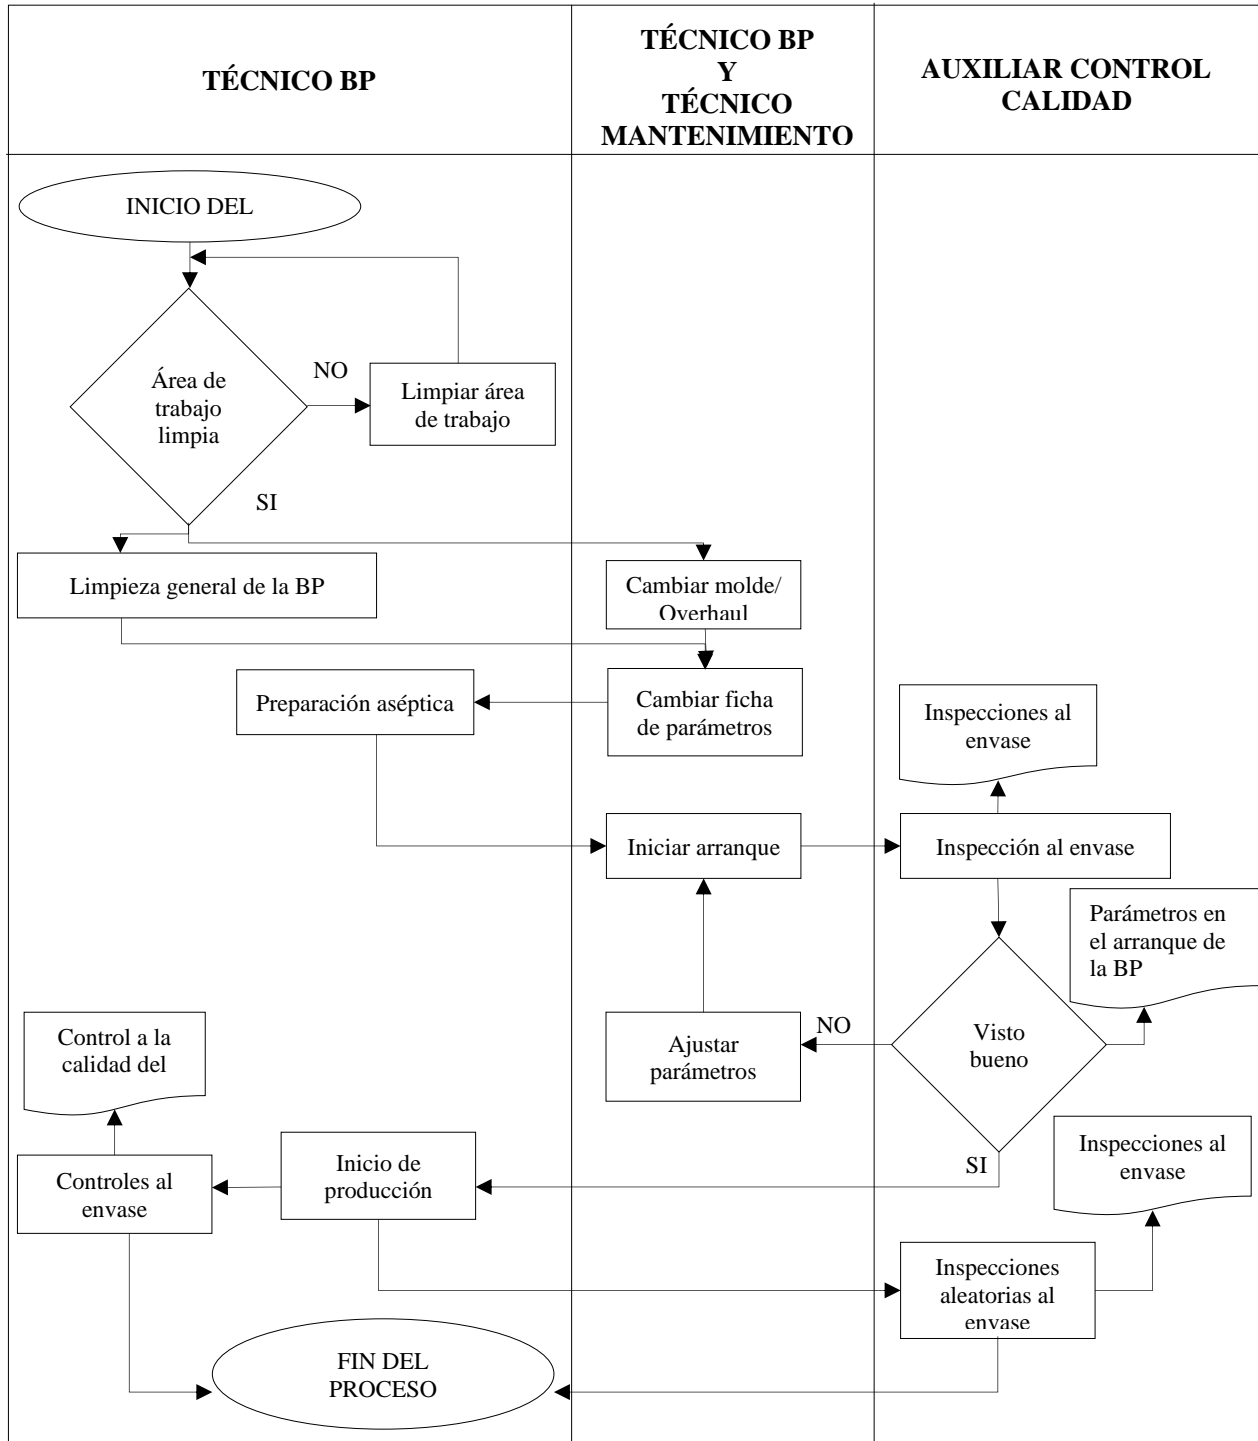 TÉCNICO BP
TÉCNICO BP
Y
TÉCNICO
MANTENIMIENTO
AUXILIAR CONTROL
CALIDAD
INICIO DEL
Área de
trabajo
limpia
NO
Limpiar área
de trabajo
SI
Limpieza general de la BP
Cambiar molde/
Overhaul
Preparación aséptica
Cambiar ficha
de parámetros
Inspecciones al
envase
Iniciar arranque
Inspección al envase
Parámetros en
el arranque de
la BP
Control a la
calidad del
Ajustar
parámetros
NO
Visto
bueno
SI
Inspecciones al
envase
Controles al
envase
Inicio de
producción
Inspecciones
aleatorias al
envase
FIN DEL
PROCESO